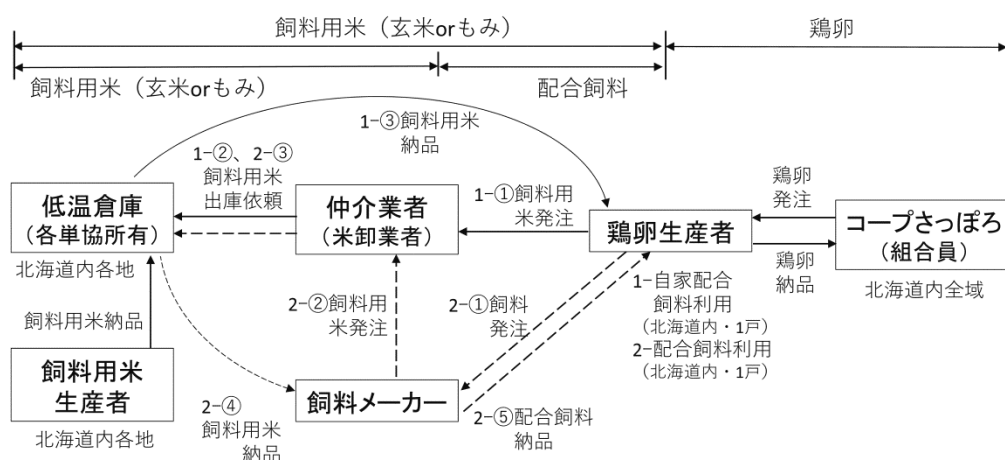 飼料用米（玄米orもみ）
鶏卵
飼料用米（玄米orもみ）
配合飼料
1-③飼料用米
納品
1-②、2-③
飼料用米
出庫依頼
1-①飼料用
米発注
鶏卵
発注
低温倉庫
（各単協所有）
北海道内各地
仲介業者
（米卸業者）
鶏卵生産者
コープさっぽろ
（組合員）
北海道内全域
鶏卵
納品
飼料用米納品
2-②飼料用
米発注
2-①飼料
発注
1-自家配合
飼料利用
（北海道内・1戸）
2-配合飼料利用
（北海道内・1戸）
飼料用米
生産者
北海道内各地
2-④
飼料用米
納品
飼料メーカー
2-⑤配合飼料
納品